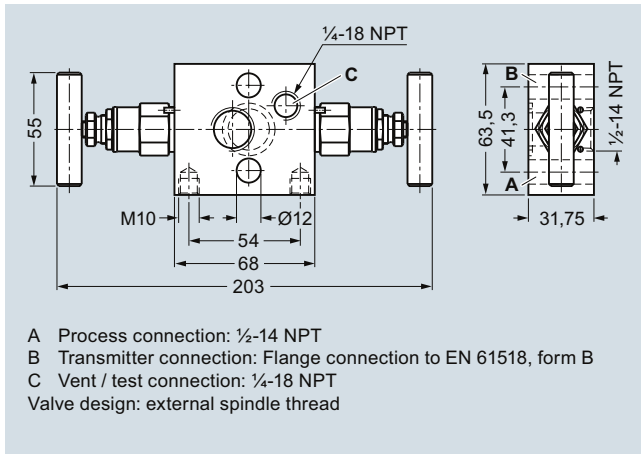 ¼-18 NPT
C
B
A
55
63,5
41,3
½-14 NPT
M10
Ø12
31,75
54
68
203
A Process connection: ½-14 NPT
B Transmitter connection: Flange connection to EN 61518, form B
C Vent / test connection: ¼-18 NPT
Valve design: external spindle thread